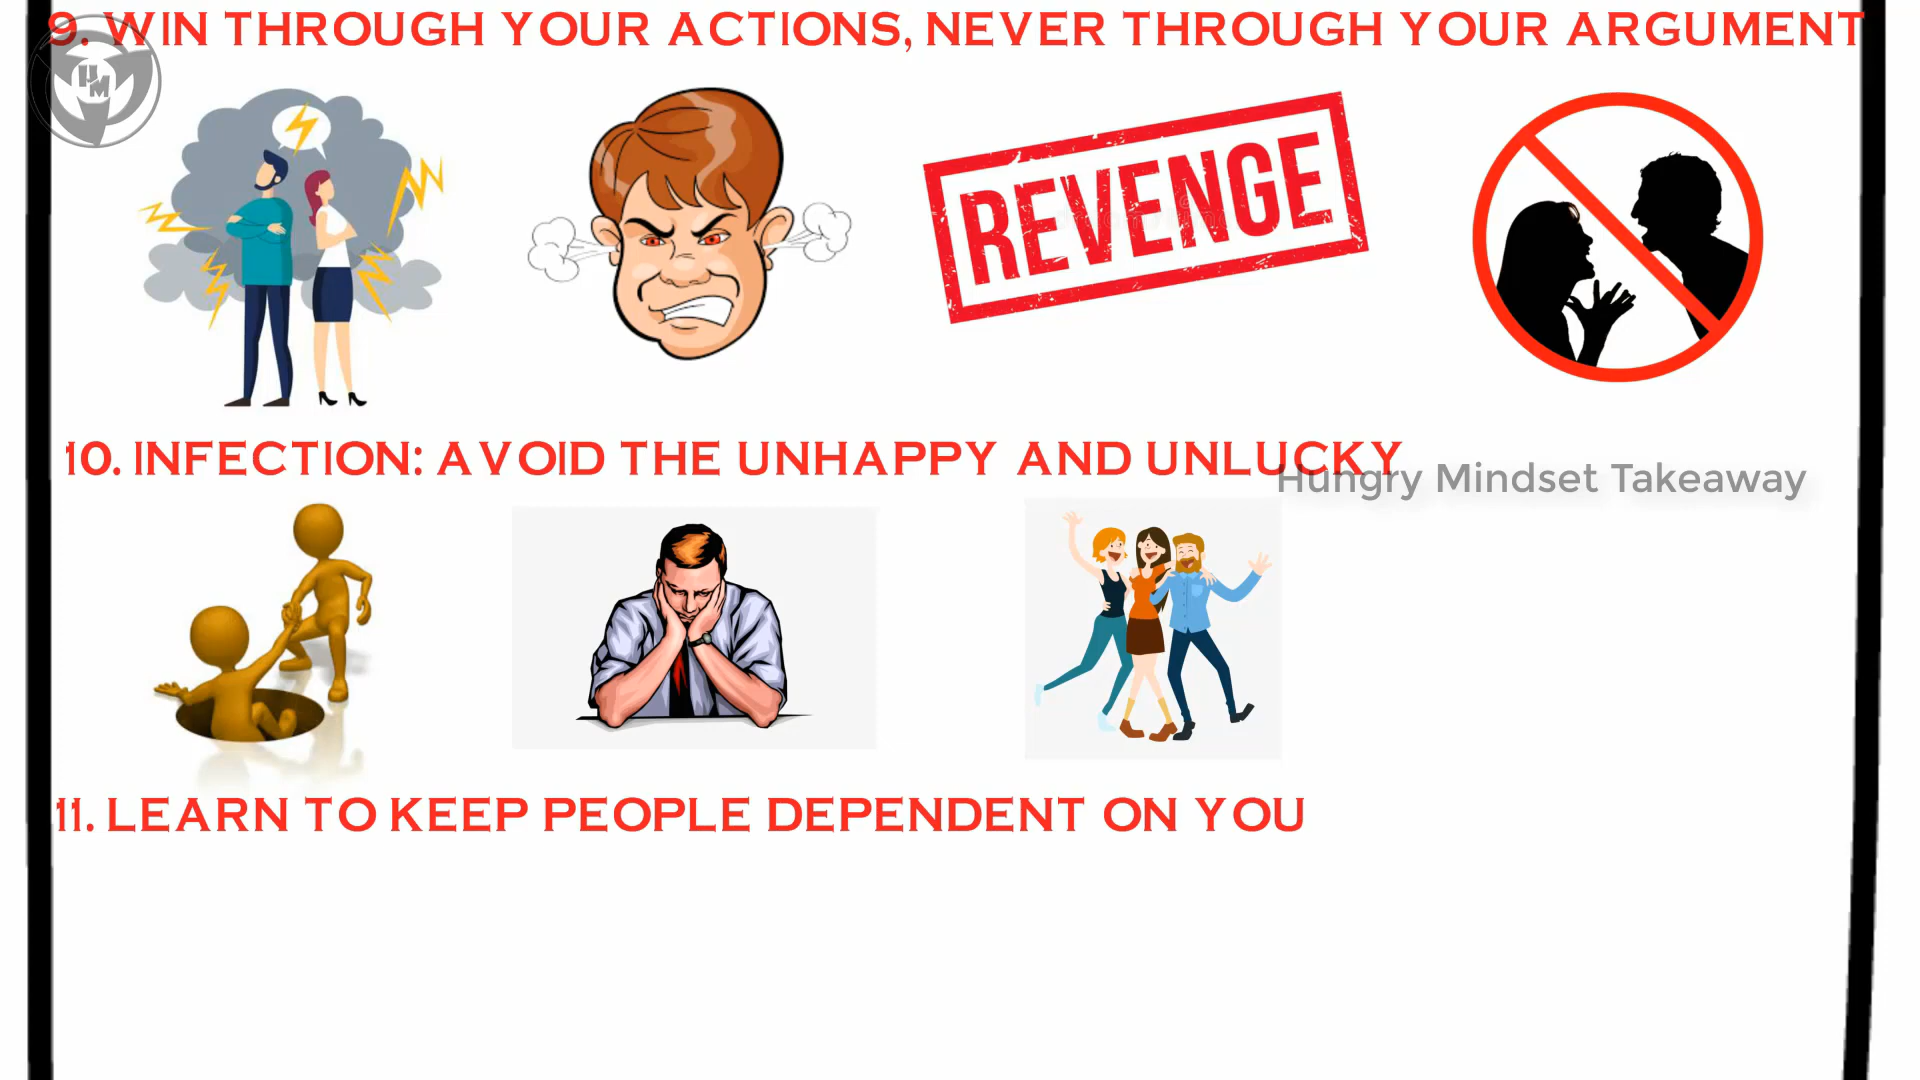 9. WIN THROUGH YOUR ACTIONS, NEVER THROUGH YOUR ARGUMENT
HM
REVENGE
10. INFECTION: AVOID THE UNHAPPY AND UNLUCKY
Hungry Mindset Takeaway
11. LEARN TO KEEP PEOPLE DEPENDENT ON YOU